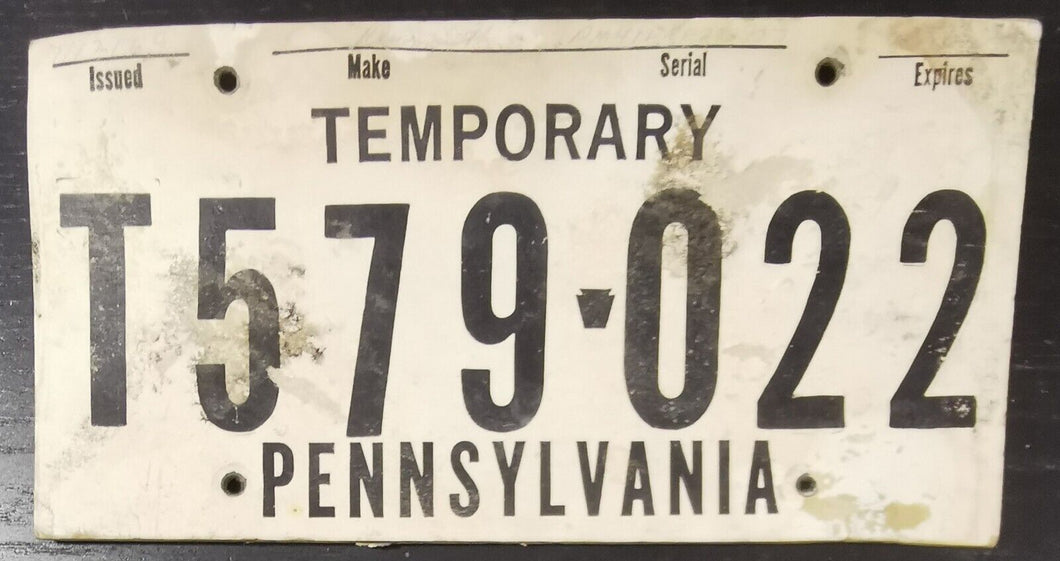 Issued Make Serial Expires
TEMPORARY
T579-022
PENNSYLVANIA